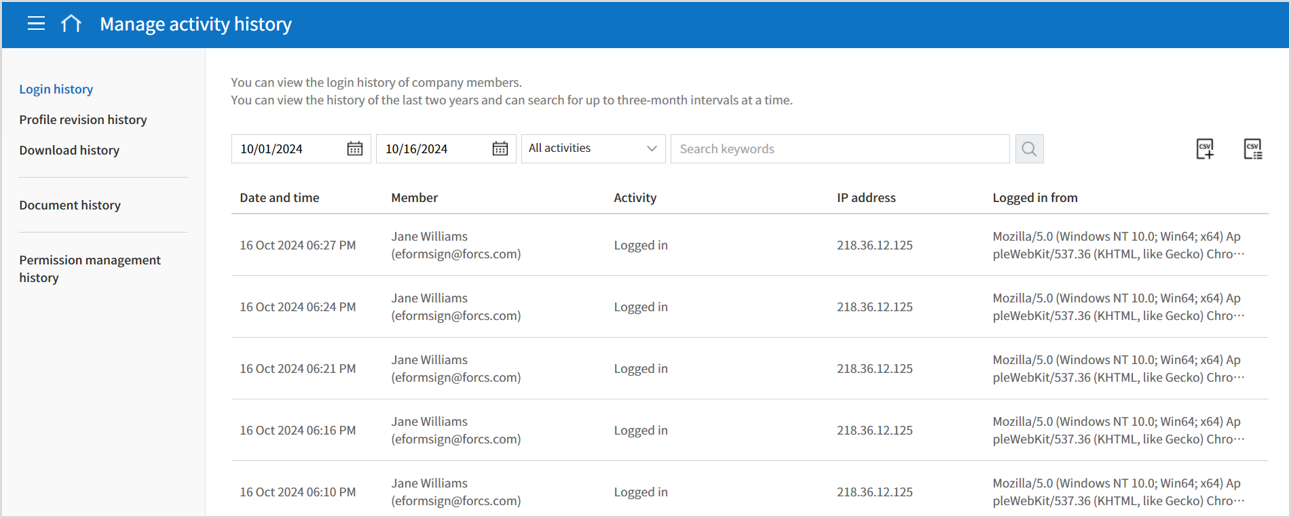 Manage activity history
Login history
Profile revision history
Download history
Document history
Permission management
history
You can view the login history of company members.
You can view the history of the last two years and can search for up to three-month intervals at a time.
10/01/2024 10/16/2024 All activities Search keywords CSV CSV
Date and time Member Activity IP address Logged in from
16 Oct 2024 06:27 PM Jane Williams Logged in 218.36.12.125 Mozilla/5.0 (Windows NT 10.0; Win64; x64) Ap
(eformsign@forcs.com) pleWebKit/537.36 (KHTML, like Gecko) Chro⋯
16 Oct 2024 06:24 PM Jane Williams Logged in 218.36.12.125 Mozilla/5.0 (Windows NT 10.0; Win64; x64) Ap
(eformsign@forcs.com) pleWebKit/537.36 (KHTML, like Gecko) Chro⋯
16 Oct 2024 06:21 PM Jane Williams Logged in 218.36.12.125 Mozilla/5.0 (Windows NT 10.0; Win64; x64) Ap
(eformsign@forcs.com) pleWebKit/537.36 (KHTML, like Gecko) Chro⋯
16 Oct 2024 06:16 PM Jane Williams Logged in 218.36.12.125 Mozilla/5.0 (Windows NT 10.0; Win64; x64) Ap
(eformsign@forcs.com) pleWebKit/537.36 (KHTML, like Gecko) Chro⋯
16 Oct 2024 06:10 PM Jane Williams Logged in 218.36.12.125 Mozilla/5.0 (Windows NT 10.0; Win64; x64) Ap
(eformsign@forcs.com) pleWebKit/537.36 (KHTML, like Gecko) Chro⋯